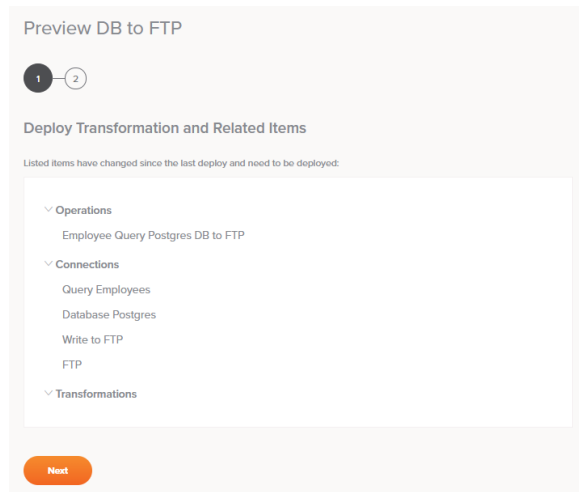 Preview DB to FTP
1 2
Deploy Transformation and Related Items
Listed items have changed since the last deploy and need to be deployed:
Operations
Employee Query Postgres DB to FTP
Connections
Query Employees
Database Postgres
Write to FTP
FTP
Transformations
Next